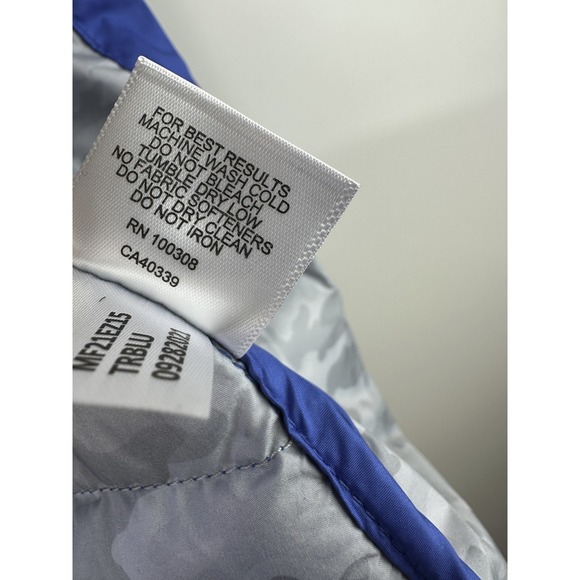 FOR BEST RESULTS
MACHINE WASH COLD
DO NOT BLEACH
TUMBLE DRY LOW
NO FABRIC SOFTENERS
DO NOT DRY CLEAN
DO NOT IRON
RN 100308
CA40339
MF21EZ15
TRBLU
09282021